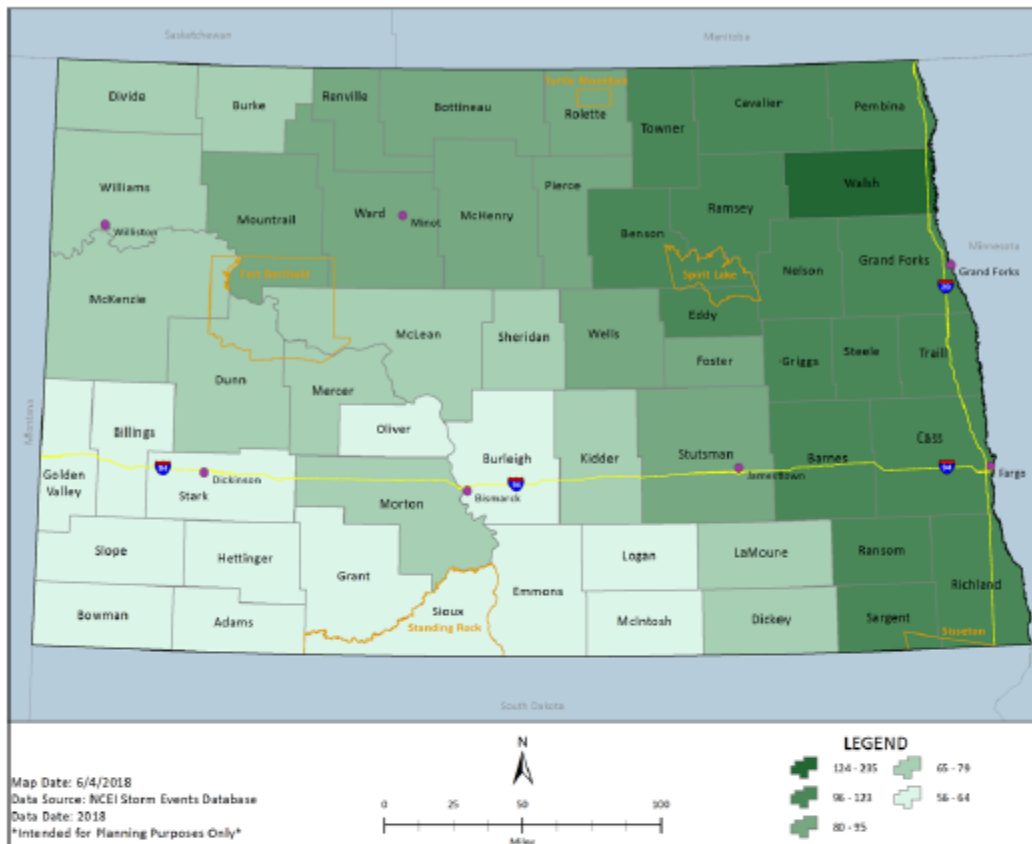 Saskatchewan
Manitoba
Divide
Burke
Renville
Bottineau
Turtle Mountain
Rolette
Towner
Cavalier
Pembina
Williams
Williston
Mountrail
Ward
Minot
McHenry
Pierce
Benson
Ramsey
Walsh
Minnesota
Grand Forks
Grand Forks
Nelson
Spirit Lake
Fort Berthold
McKenzie
McLean
Sheridan
Wells
Eddy
Foster
Griggs
Steele
Traill
29
Dunn
Mercer
Oliver
Burleigh
Kidder
Stutsman
Jamestown
Barnes
Cass
94
Fargo
Montana
Billings
Golden
Valley
94
Dickinson
Stark
Morton
Bismarck
94
Slope
Hettinger
Grant
Emmons
Logan
LaMoure
Ransom
Richland
Bowman
Adams
Sioux
Standing Rock
McIntosh
Dickey
Sargent
Sisseton
South Dakota
Map Date: 6/4/2018
Data Source: NCEI Storm Events Database
Data Date: 2018
*Intended for Planning Purposes Only*
N
0 25 50 100
Miles
LEGEND
124 - 235
65 - 79
96 - 123
56 - 64
80 - 95